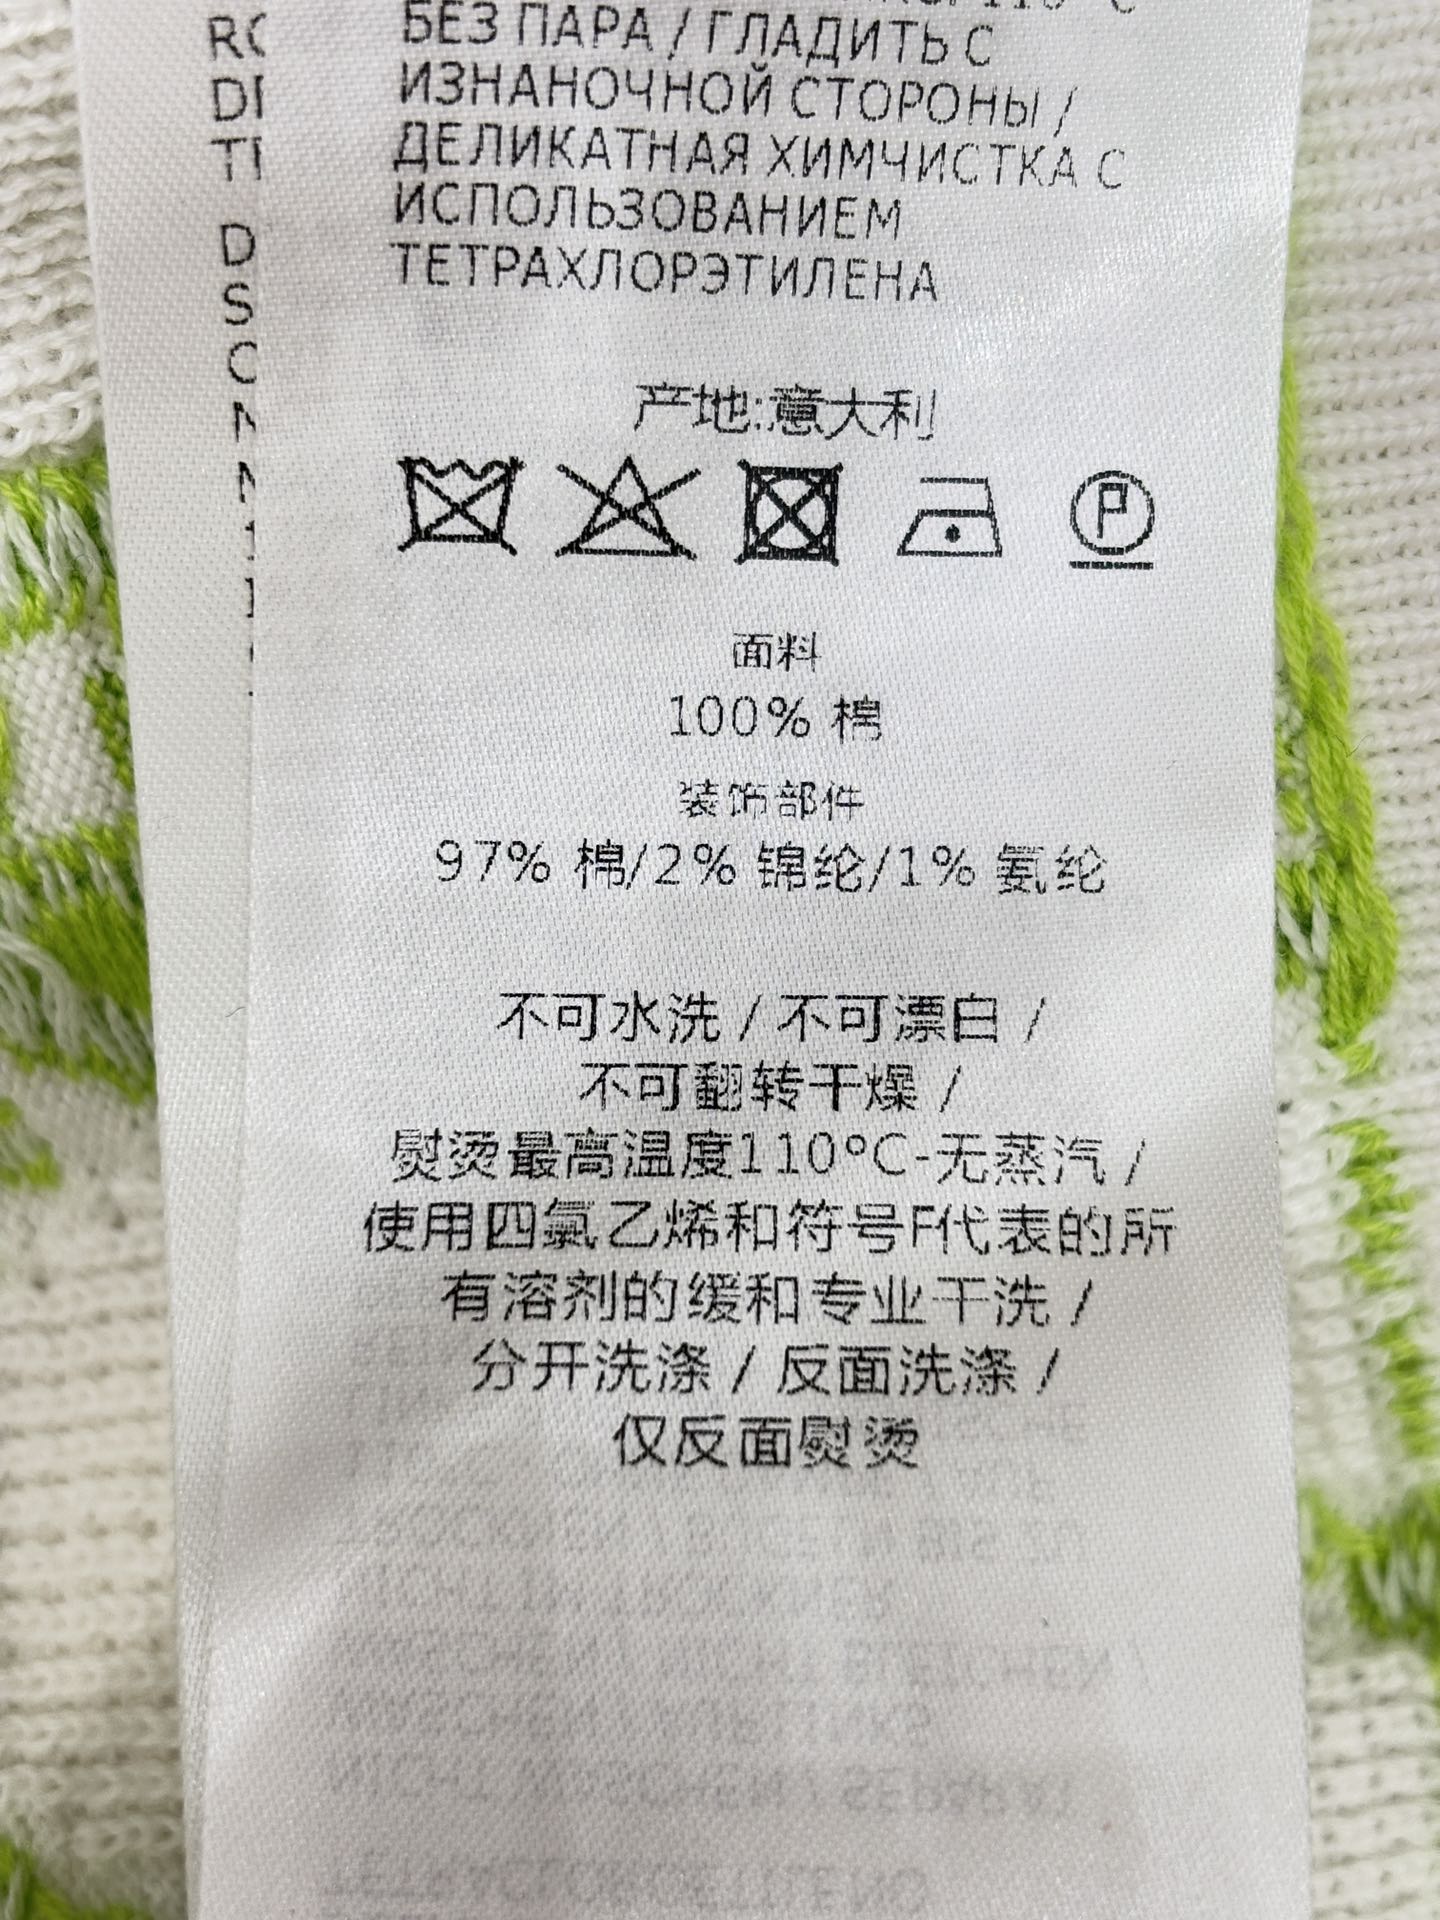 БЕЗ ПАРА / ГЛАДИТЬ С
ИЗНАНОЧНОЙ СТОРОНЫ /
ДЕЛИКАТНАЯ ХИМЧИСТКА С
ИСПОЛЬЗОВАНИЕМ
ТЕТРАХЛОРЭТИЛЕНА
产地:意大利
P
面料
100% 棉
装饰部件
97% 棉/2% 锦纶/1% 氨纶
不可水洗 / 不可漂白 /
不可翻转干燥 /
熨烫最高温度110°C-无蒸汽 /
使用四氯乙烯和符号F代表的所
有溶剂的缓和专业干洗 /
分开洗涤 / 反面洗涤 /
仅反面熨烫